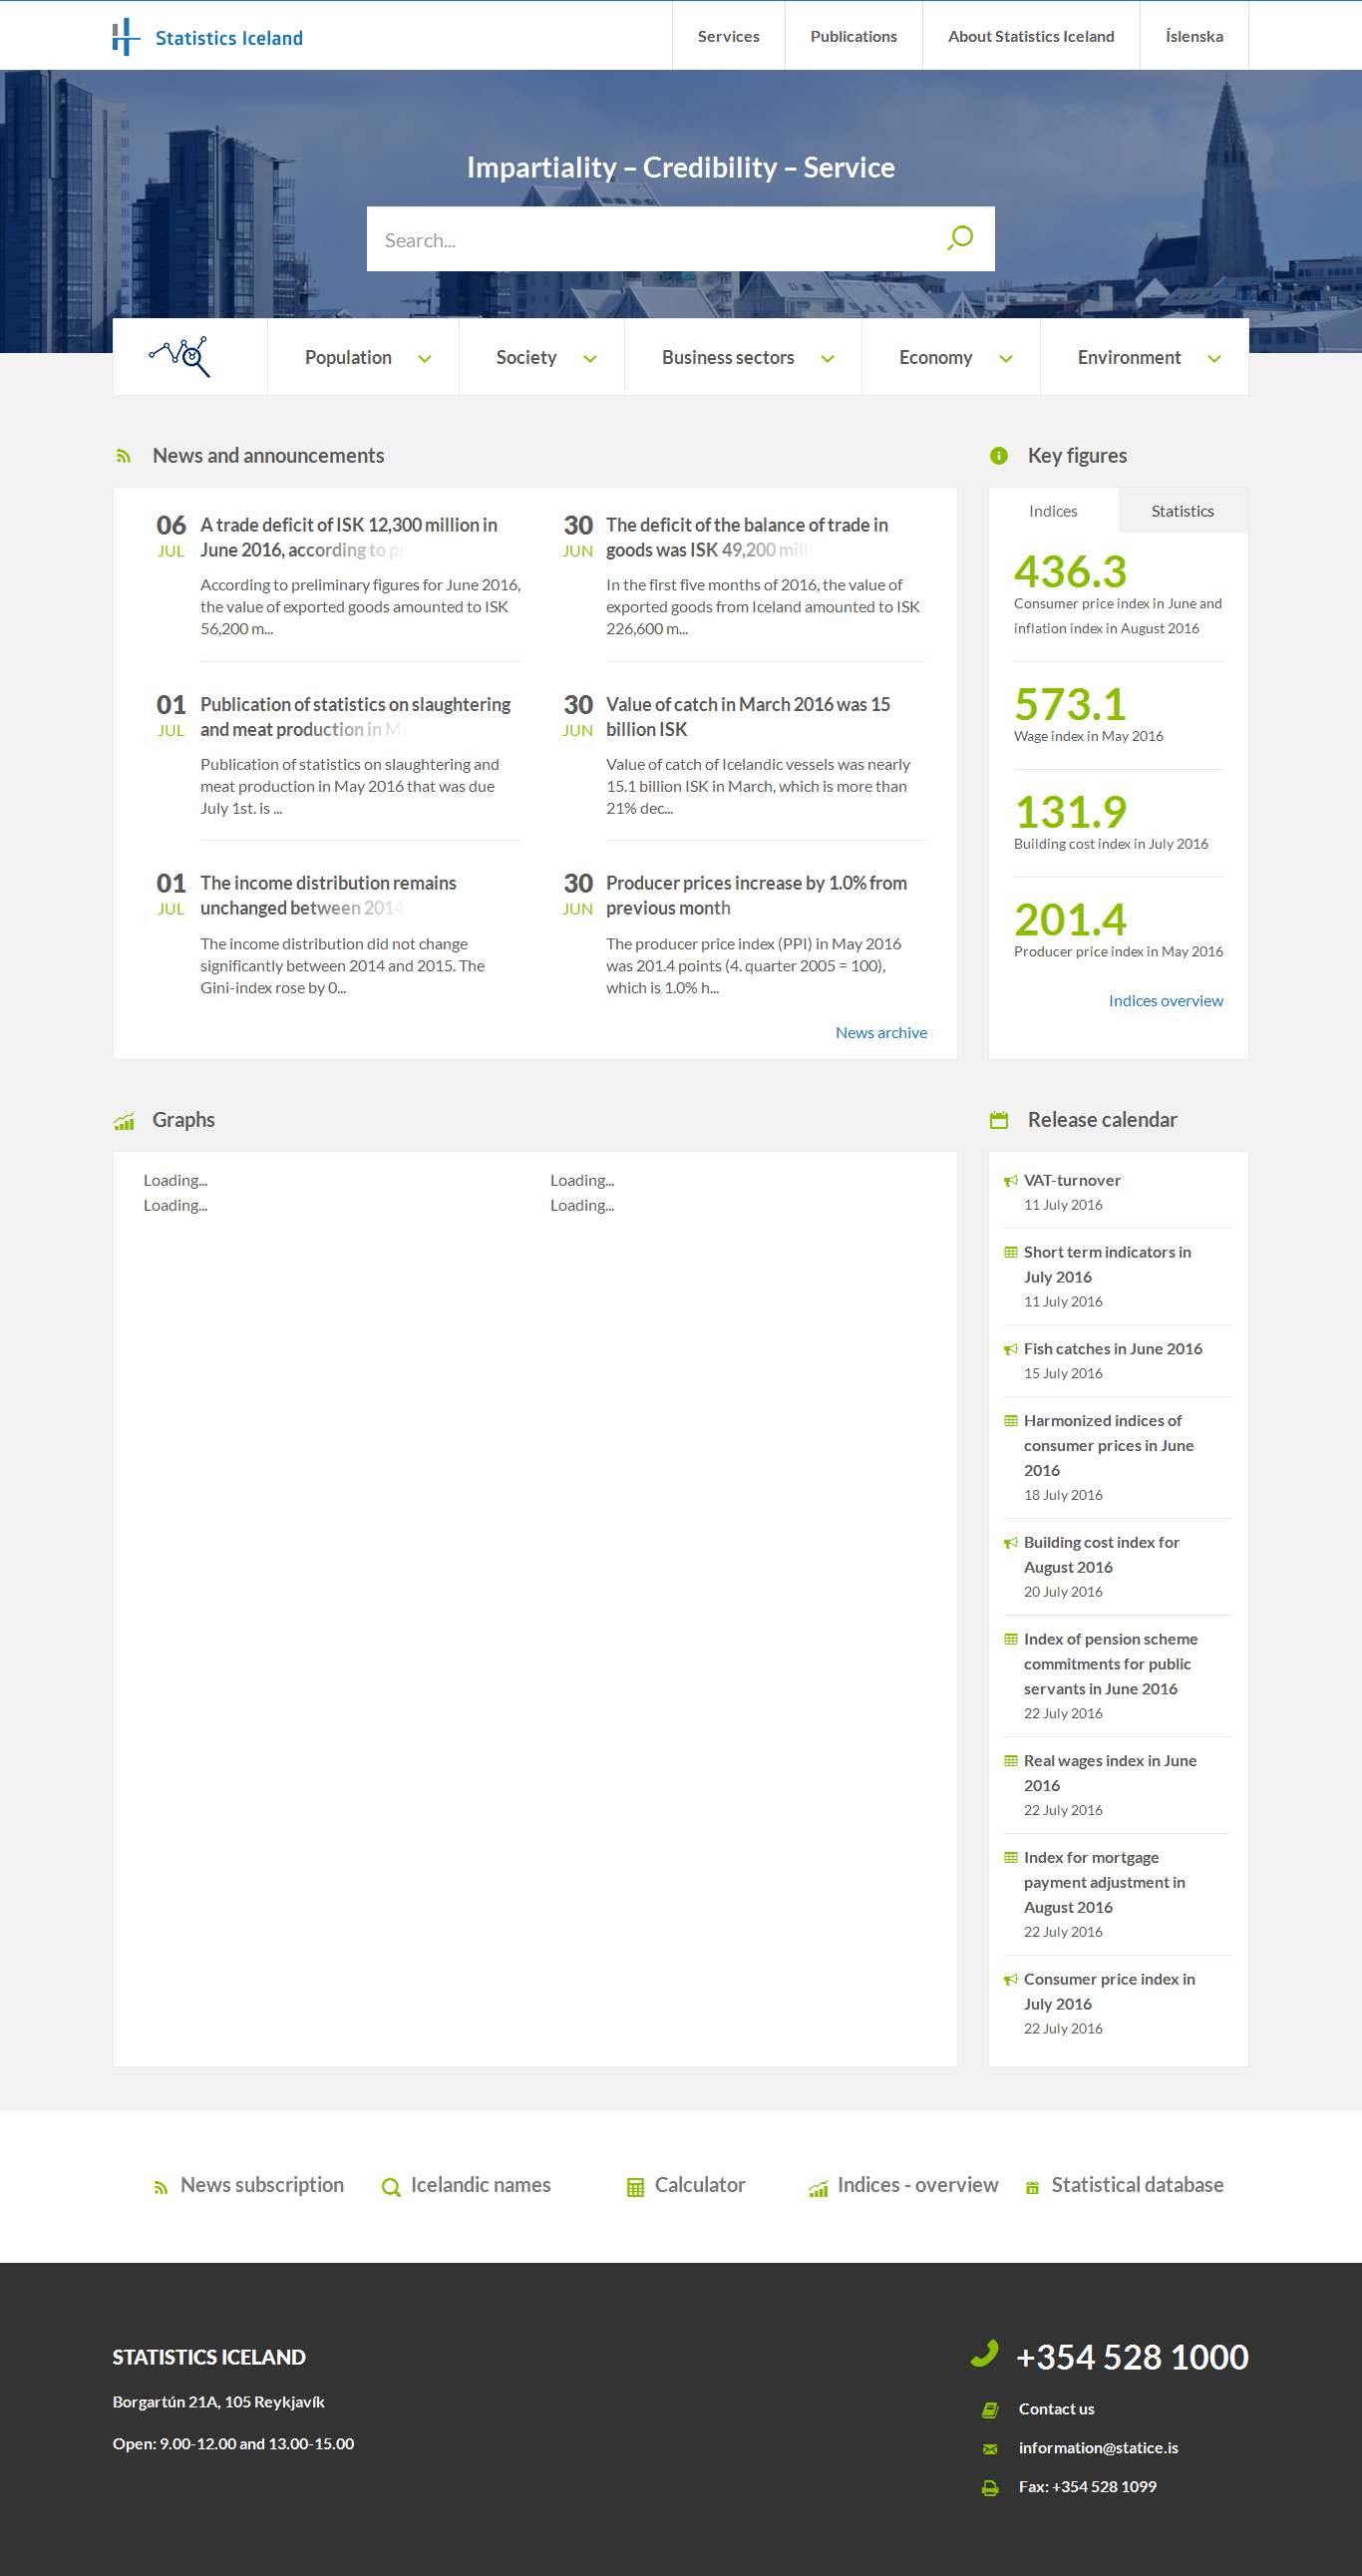 Statistics Iceland
Services
Publications
About Statistics Iceland
Íslenska
Impartiality – Credibility – Service
Search...
Population
Society
Business sectors
Economy
Environment
News and announcements
06
JUL
A trade deficit of ISK 12,300 million in
June 2016, according to pr
According to preliminary figures for June 2016,
the value of exported goods amounted to ISK
56,200 m...
30
JUN
The deficit of the balance of trade in
goods was ISK 49,200 mill
In the first five months of 2016, the value of
exported goods from Iceland amounted to ISK
226,600 m...
01
JUL
Publication of statistics on slaughtering
and meat production in Ma
Publication of statistics on slaughtering and
meat production in May 2016 that was due
July 1st. is ...
30
JUN
Value of catch in March 2016 was 15
billion ISK
Value of catch of Icelandic vessels was nearly
15.1 billion ISK in March, which is more than
21% dec...
01
JUL
The income distribution remains
unchanged between 2014
The income distribution did not change
significantly between 2014 and 2015. The
Gini-index rose by 0...
30
JUN
Producer prices increase by 1.0% from
previous month
The producer price index (PPI) in May 2016
was 201.4 points (4. quarter 2005 = 100),
which is 1.0% h...
News archive
Key figures
Indices
Statistics
436.3
Consumer price index in June and
inflation index in August 2016
573.1
Wage index in May 2016
131.9
Building cost index in July 2016
201.4
Producer price index in May 2016
Indices overview
Graphs
Loading...
Loading...
Loading...
Loading...
Release calendar
VAT-turnover
11 July 2016
Short term indicators in
July 2016
11 July 2016
Fish catches in June 2016
15 July 2016
Harmonized indices of
consumer prices in June
2016
18 July 2016
Building cost index for
August 2016
20 July 2016
Index of pension scheme
commitments for public
servants in June 2016
22 July 2016
Real wages index in June
2016
22 July 2016
Index for mortgage
payment adjustment in
August 2016
22 July 2016
Consumer price index in
July 2016
22 July 2016
News subscription
Icelandic names
Calculator
Indices - overview
Statistical database
STATISTICS ICELAND
Borgartún 21A, 105 Reykjavík
Open: 9.00-12.00 and 13.00-15.00
+354 528 1000
Contact us
information@statice.is
Fax: +354 528 1099